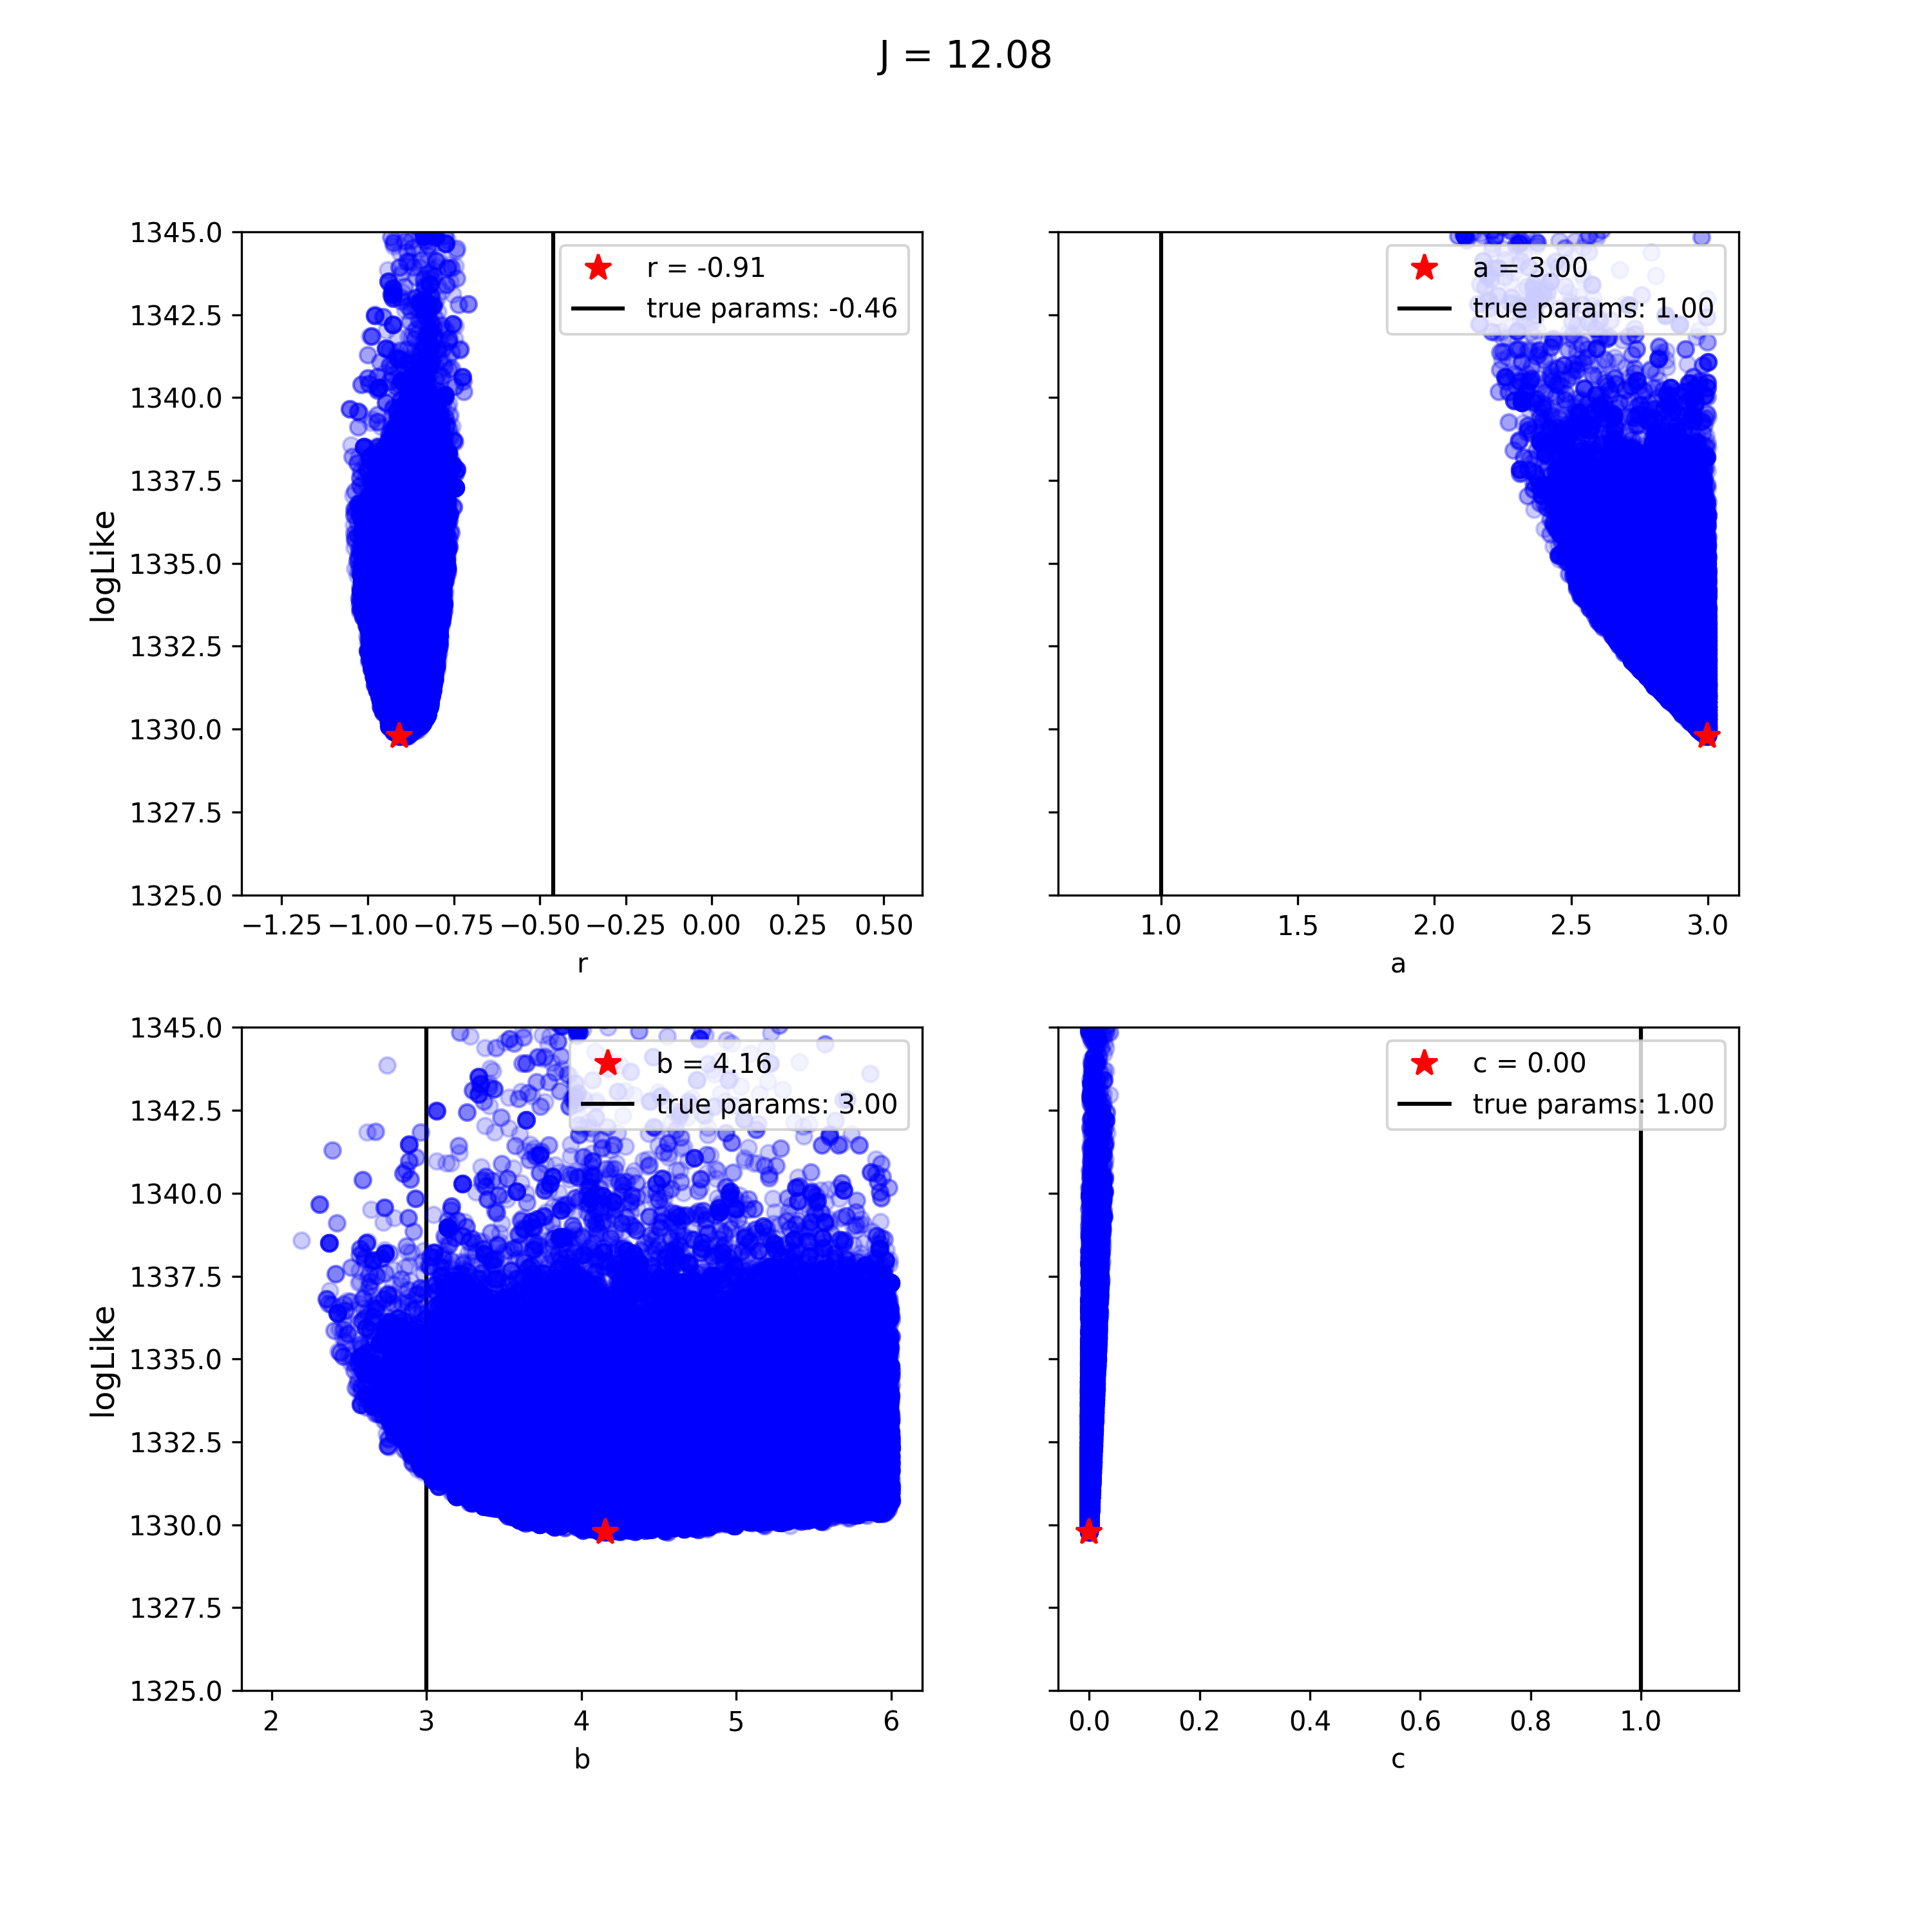 J = 12.08
1345.0
1342.5
1340.0
1337.5
1335.0
1332.5
1330.0
1327.5
1325.0
logLike
r = -0.91
true params: -0.46
−1.25 −1.00 −0.75 −0.50 −0.25 0.00 0.25 0.50
r
a = 3.00
true params: 1.00
1.0 1.5 2.0 2.5 3.0
a
1345.0
1342.5
1340.0
1337.5
1335.0
1332.5
1330.0
1327.5
1325.0
logLike
b = 4.16
true params: 3.00
2 3 4 5 6
b
c = 0.00
true params: 1.00
0.0 0.2 0.4 0.6 0.8 1.0
c